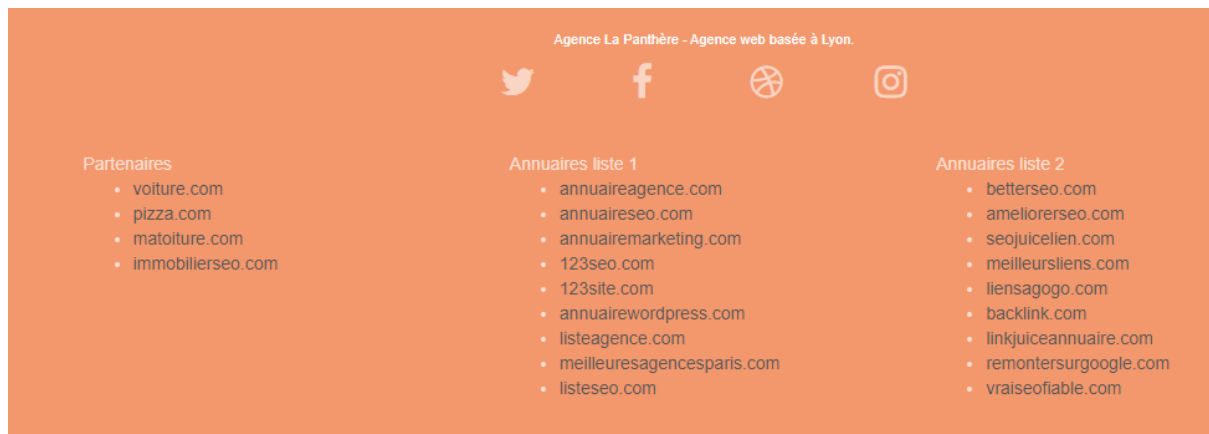 Agence La Panthère - Agence web basée à Lyon.
Partenaires
voiture.com
pizza.com
matoiture.com
immobilierseo.com
Annuaires liste 1
annuaireagence.com
annuaireseo.com
annuairemarketing.com
123seo.com
123site.com
annuairewordpress.com
listeagence.com
meilleuresagencesparis.com
listeseo.com
Annuaires liste 2
betterseo.com
ameliorerseo.com
seojuicelien.com
meilleursliens.com
liensagogo.com
backlink.com
linkjuiceannuaire.com
remontersurgoogle.com
vraiseofiable.com